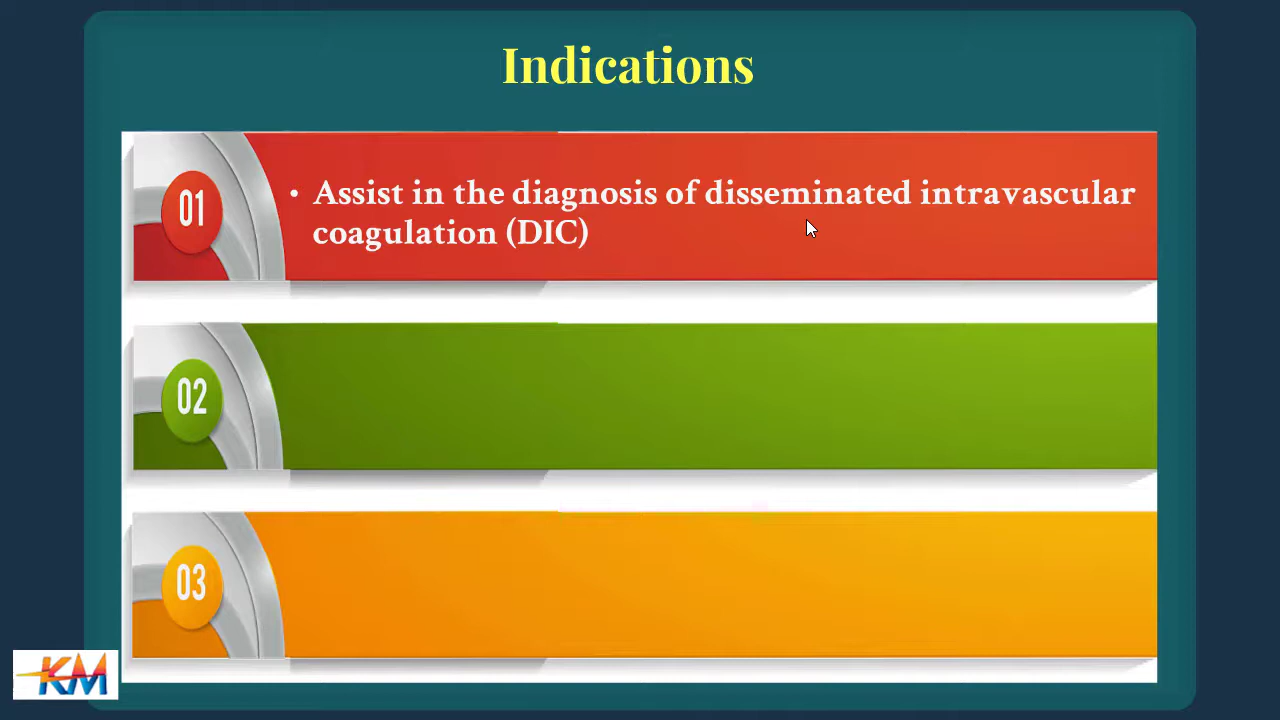 Indications
01
• Assist in the diagnosis of disseminated intravascular
coagulation (DIC)
02
03
KM